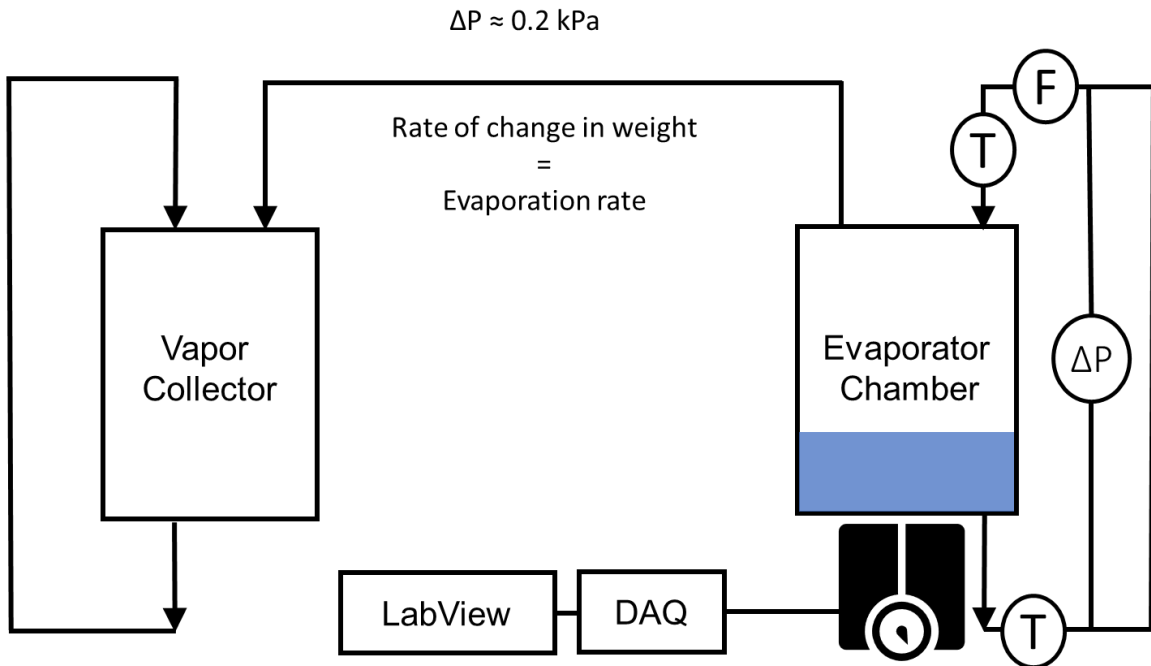 ΔP ≈ 0.2 kPa
F
Rate of change in weight
=
Evaporation rate
T
Vapor
Collector
Evaporator
Chamber
ΔP
LabView
DAQ
T